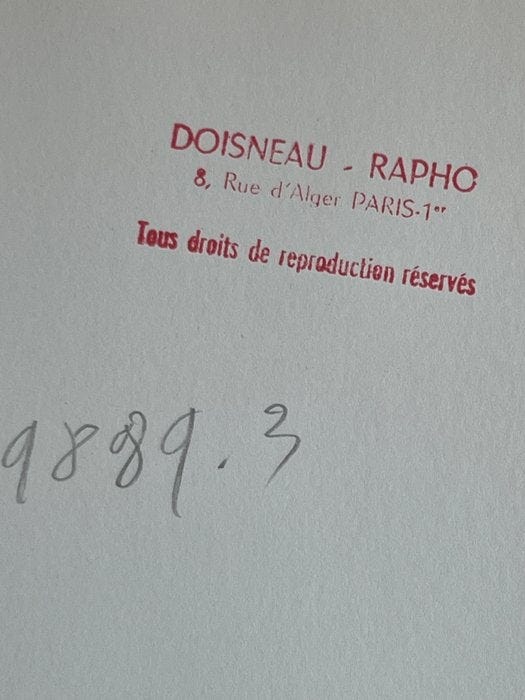 DOISNEAU - RAPHO
8, Rue d'Alger PARIS-1er
Tous droits de reproduction réservés
9889.3